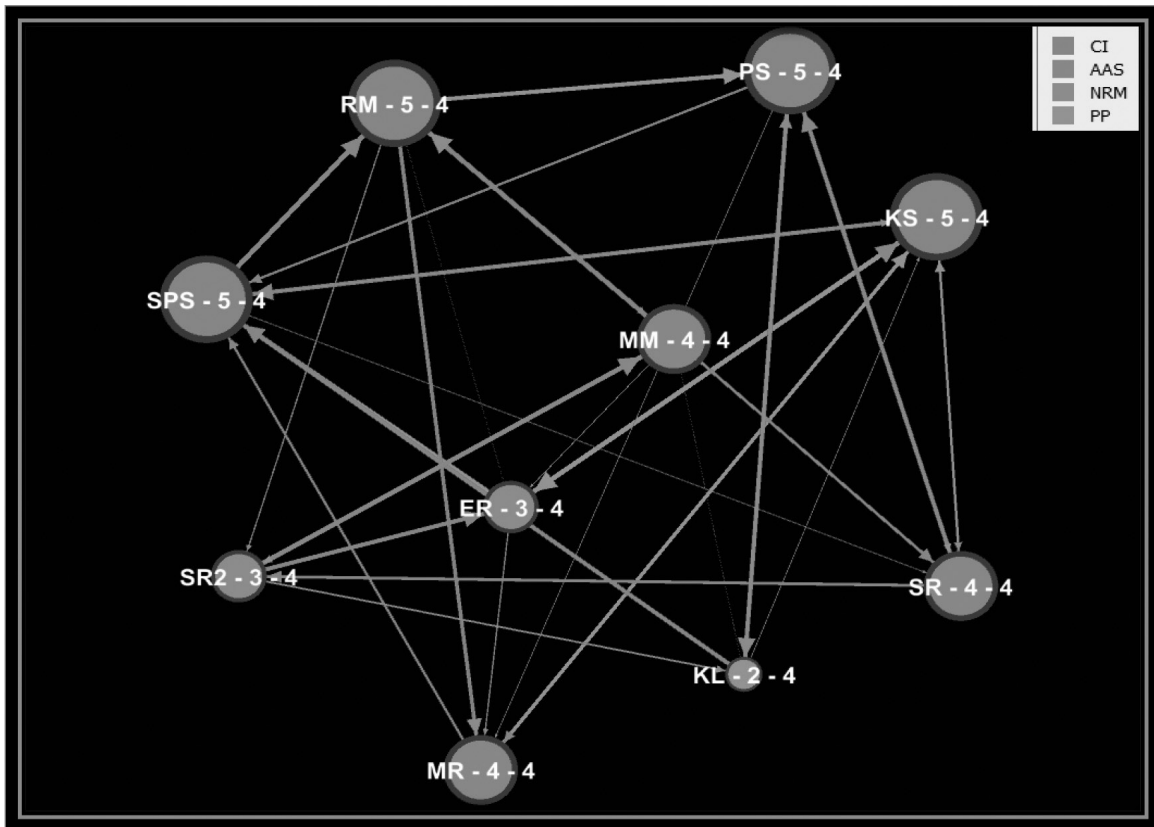 CI
AAS
NRM
PP
PS - 5 - 4
RM - 5 - 4
KS - 5 - 4
SPS - 5 - 4
MM - 4 - 4
ER - 3 - 4
SR2 - 3 - 4
SR - 4 - 4
KL - 2 - 4
MR - 4 - 4